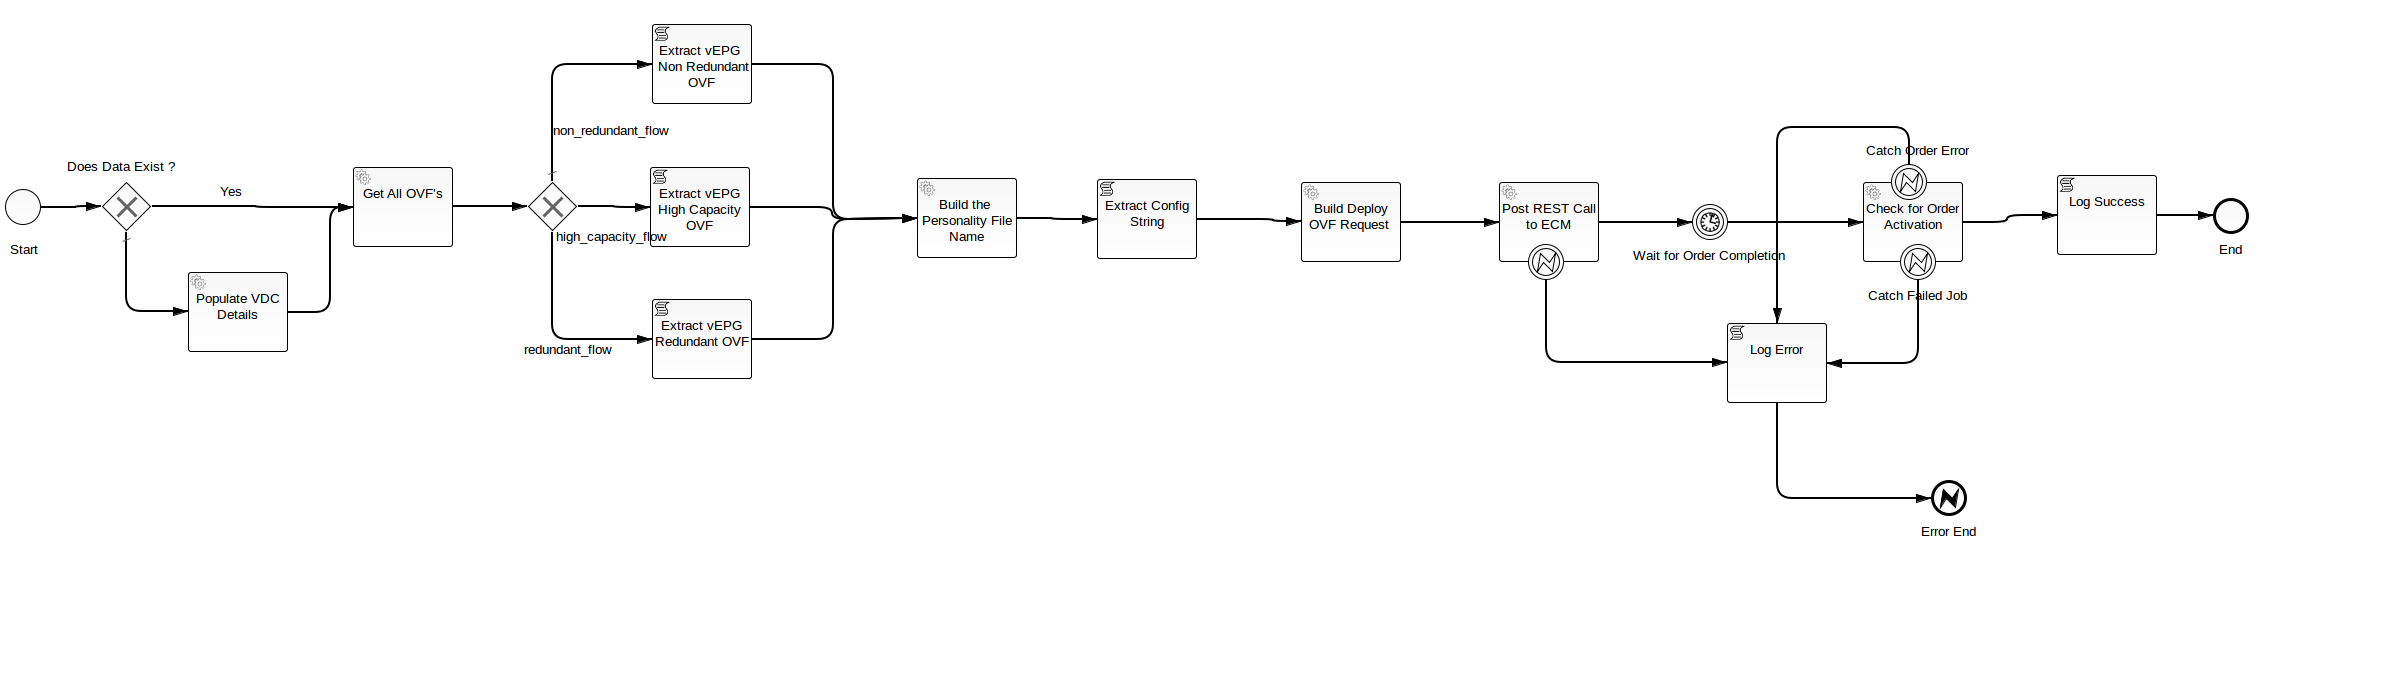 Start
Does Data Exist ?
Yes
Populate VDC
Details
Get All OVF's
non_redundant_flow
high_capacity_flow
redundant_flow
Extract vEPG
Non Redundant
OVF
Extract vEPG
High Capacity
OVF
Extract vEPG
Redundant OVF
Build the
Personality File
Name
Extract Config
String
Build Deploy
OVF Request
Post REST Call
to ECM
Wait for Order Completion
Catch Order Error
Check for Order
Activation
Catch Failed Job
Log Error
Error End
Log Success
End